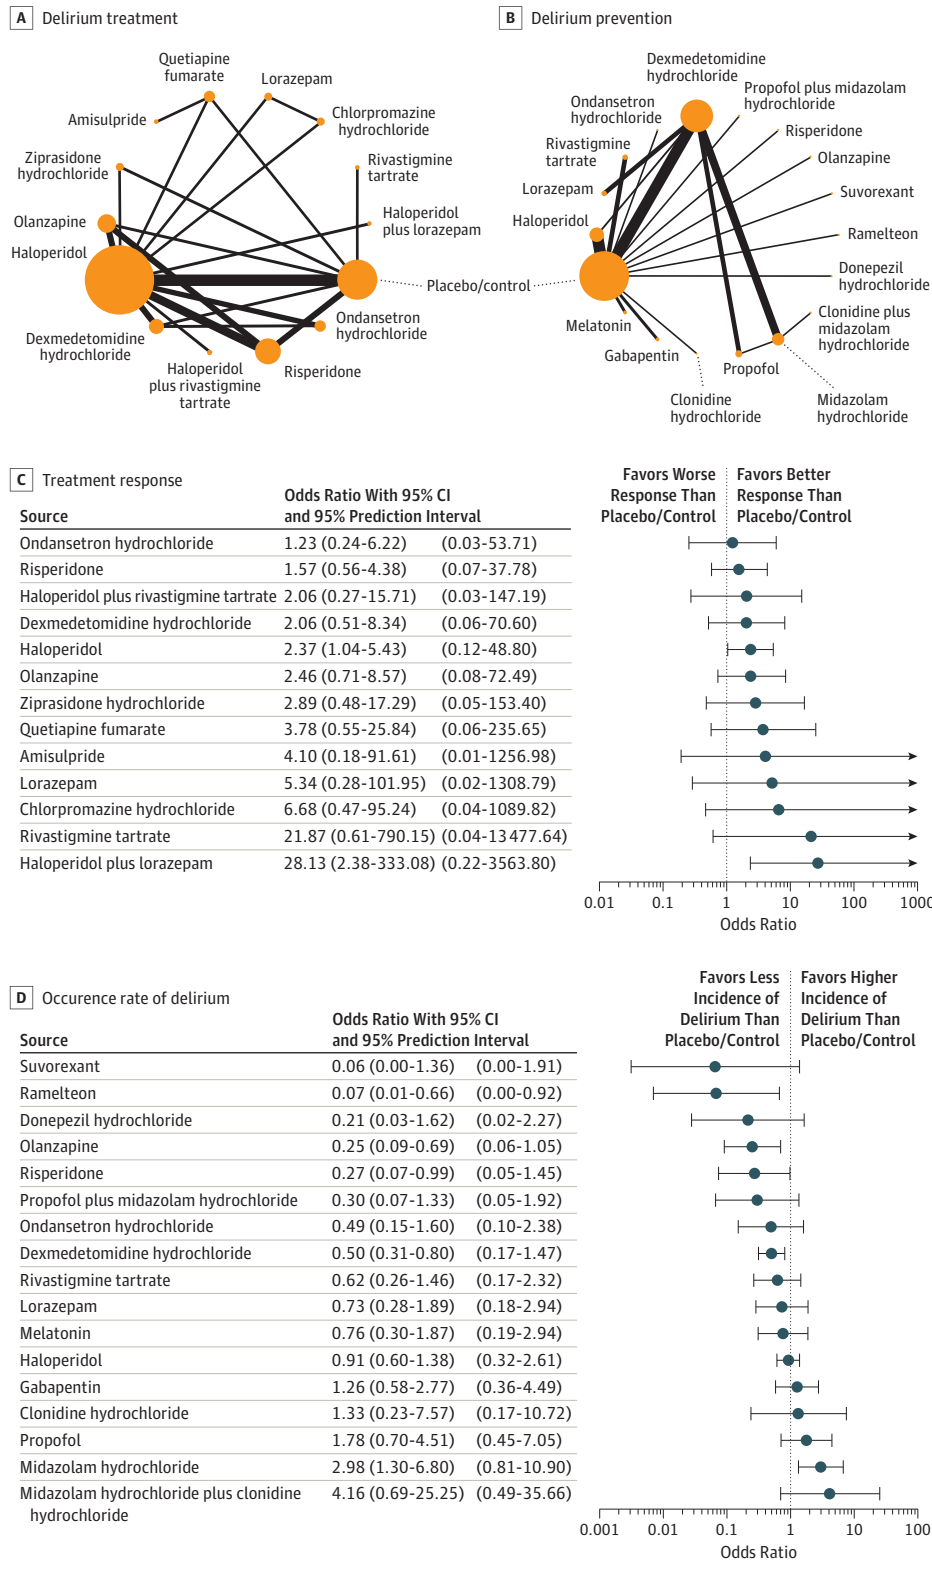 A Delirium treatment
Quetiapine
fumarate
Lorazepam
Amisulpride
Chlorpromazine
hydrochloride
Ziprasidone
hydrochloride
Rivastigmine
tartrate
Olanzapine
Haloperidol
plus lorazepam
Haloperidol
Placebo/control
Dexmedetomidine
hydrochloride
Ondansetron
hydrochloride
Haloperidol
plus rivastigmine
tartrate
Risperidone
B Delirium prevention
Dexmedetomidine
hydrochloride
Ondansetron
hydrochloride
Propofol plus midazolam
hydrochloride
Rivastigmine
tartrate
Risperidone
Olanzapine
Lorazepam
Suvorexant
Haloperidol
Ramelteon
Donepezil
hydrochloride
Melatonin
Clonidine plus
midazolam
hydrochloride
Gabapentin
Propofol
Clonidine
hydrochloride
Midazolam
hydrochloride
C Treatment response
Odds Ratio With 95% CI
Source and 95% Prediction Interval
Favors Worse
Response Than
Placebo/Control
Favors Better
Response Than
Placebo/Control
Ondansetron hydrochloride 1.23 (0.24-6.22) (0.03-53.71)
Risperidone 1.57 (0.56-4.38) (0.07-37.78)
Haloperidol plus rivastigmine tartrate 2.06 (0.27-15.71) (0.03-147.19)
Dexmedetomidine hydrochloride 2.06 (0.51-8.34) (0.06-70.60)
Haloperidol 2.37 (1.04-5.43) (0.12-48.80)
Olanzapine 2.46 (0.71-8.57) (0.08-72.49)
Ziprasidone hydrochloride 2.89 (0.48-17.29) (0.05-153.40)
Quetiapine fumarate 3.78 (0.55-25.84) (0.06-235.65)
Amisulpride 4.10 (0.18-91.61) (0.01-1256.98)
Lorazepam 5.34 (0.28-101.95) (0.02-1308.79)
Chlorpromazine hydrochloride 6.68 (0.47-95.24) (0.04-1089.82)
Rivastigmine tartrate 21.87 (0.61-790.15) (0.04-13 477.64)
Haloperidol plus lorazepam 28.13 (2.38-333.08) (0.22-3563.80)
0.01 0.1 1 10 100 1000
Odds Ratio
D Occurence rate of delirium
Odds Ratio With 95% CI
Source and 95% Prediction Interval
Favors Less
Incidence of
Delirium Than
Placebo/Control
Favors Higher
Incidence of
Delirium Than
Placebo/Control
Suvorexant 0.06 (0.00-1.36) (0.00-1.91)
Ramelteon 0.07 (0.01-0.66) (0.00-0.92)
Donepezil hydrochloride 0.21 (0.03-1.62) (0.02-2.27)
Olanzapine 0.25 (0.09-0.69) (0.06-1.05)
Risperidone 0.27 (0.07-0.99) (0.05-1.45)
Propofol plus midazolam hydrochloride 0.30 (0.07-1.33) (0.05-1.92)
Ondansetron hydrochloride 0.49 (0.15-1.60) (0.10-2.38)
Dexmedetomidine hydrochloride 0.50 (0.31-0.80) (0.17-1.47)
Rivastigmine tartrate 0.62 (0.26-1.46) (0.17-2.32)
Lorazepam 0.73 (0.28-1.89) (0.18-2.94)
Melatonin 0.76 (0.30-1.87) (0.19-2.94)
Haloperidol 0.91 (0.60-1.38) (0.32-2.61)
Gabapentin 1.26 (0.58-2.77) (0.36-4.49)
Clonidine hydrochloride 1.33 (0.23-7.57) (0.17-10.72)
Propofol 1.78 (0.70-4.51) (0.45-7.05)
Midazolam hydrochloride 2.98 (1.30-6.80) (0.81-10.90)
Midazolam hydrochloride plus clonidine 4.16 (0.69-25.25) (0.49-35.66)
hydrochloride
0.001 0.01 0.1 1 10 100
Odds Ratio